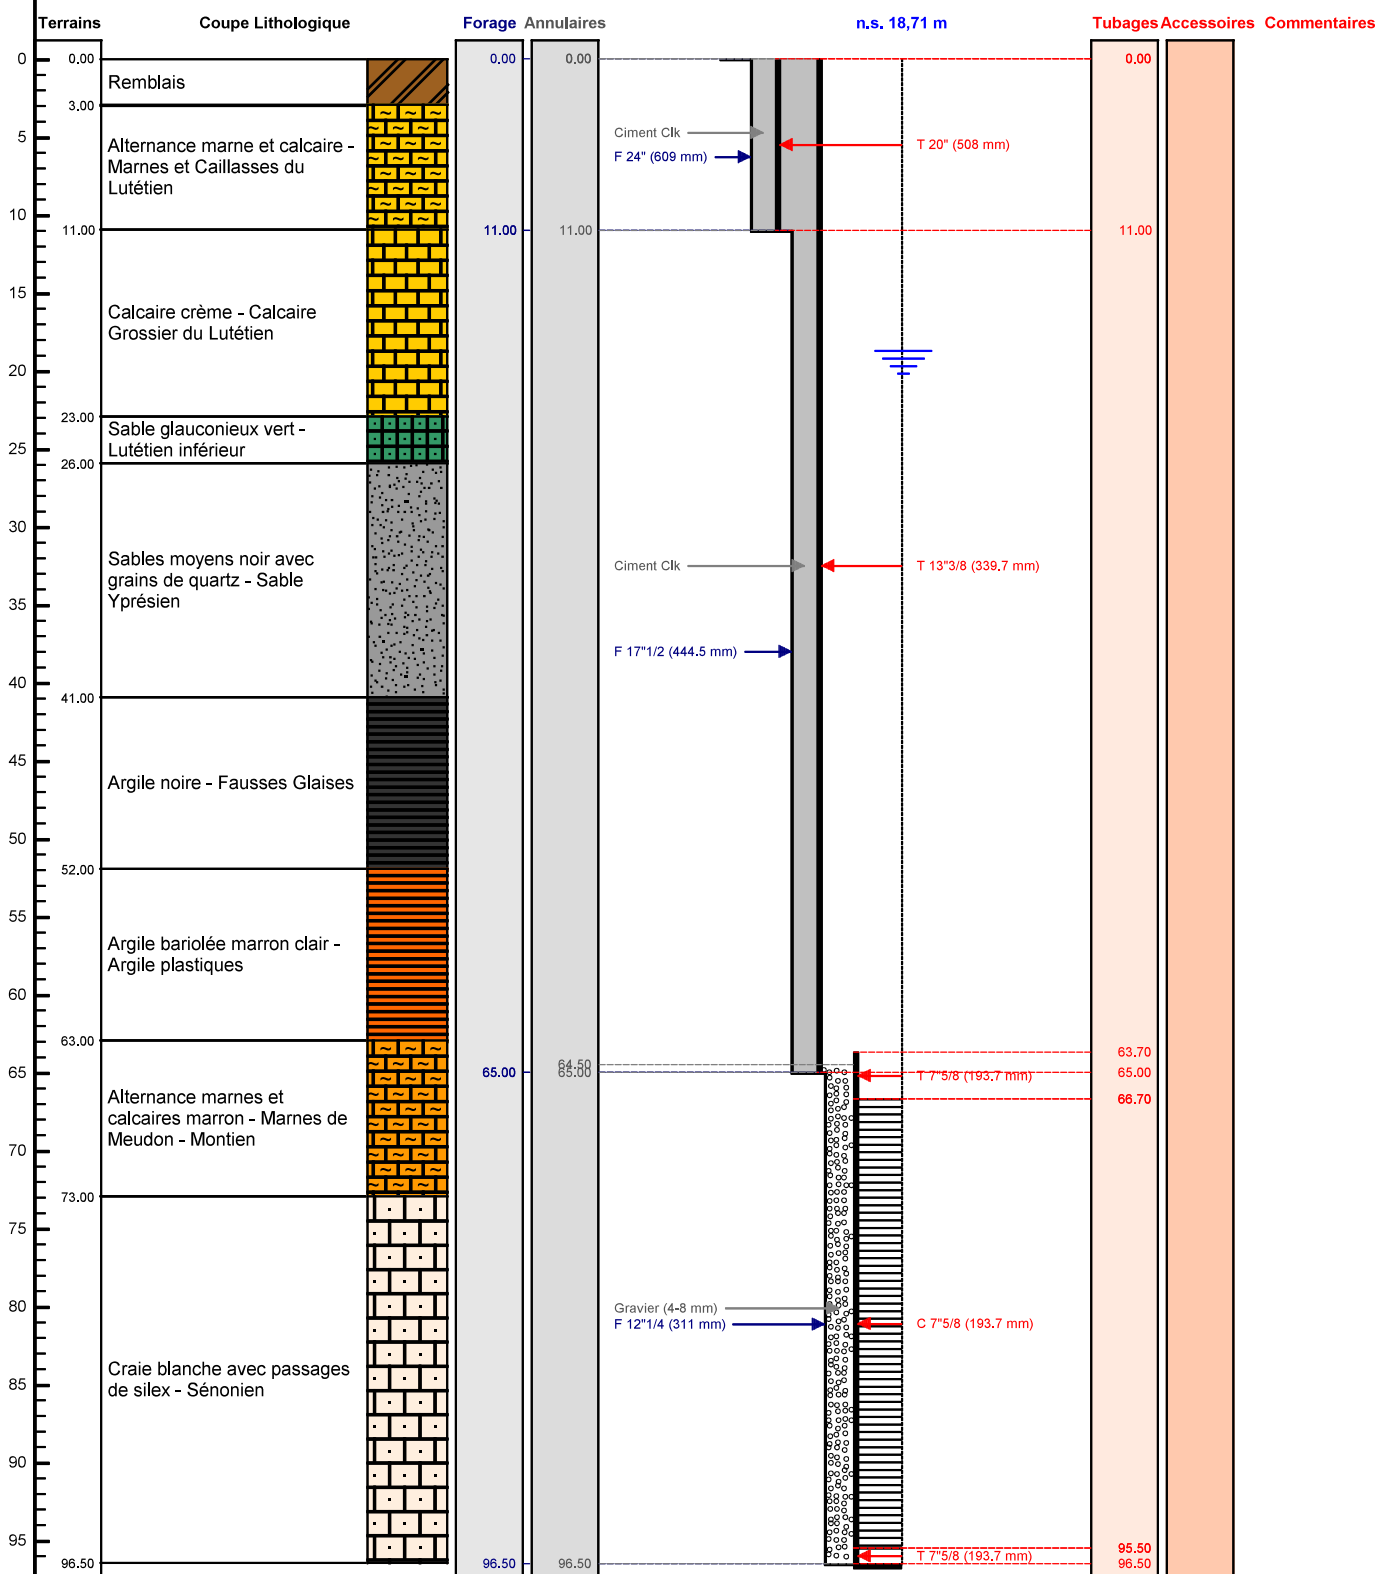 Terrains Coupe Lithologique Forage Annulaires n.s. 18,71 m Tubages Accessoires Commentaires
0 0.00 0.00 0.00 0.00
Remblais
3.00
Ciment Clk
5
Alternance marne et calcaire -
Marnes et Caillasses du
Lutétien
T 20" (508 mm)
F 24" (609 mm)
10
11.00 11.00 11.00 11.00
15
Calcaire crème - Calcaire
Grossier du Lutétien
20
23.00
Sable glauconieux vert -
Lutétien inférieur
25
26.00
30
Sables moyens noir avec
grains de quartz - Sable
Yprésien
Ciment Clk
T 13"3/8 (339.7 mm)
35
F 17"1/2 (444.5 mm)
40
41.00
45
Argile noire - Fausses Glaises
50
52.00
55
Argile bariolée marron clair -
Argile plastiques
60
63.00
63.70
64.50
65 65.00 65.00 65.00
T 7"5/8 (193.7 mm)
66.70
Alternance marnes et
calcaires marron - Marnes de
Meudon - Montien
70
73.00
75
80
Gravier (4-8 mm)
F 12"1/4 (311 mm)
C 7"5/8 (193.7 mm)
Craie blanche avec passages
de silex - Sénonien
85
90
95
95.50
T 7"5/8 (193.7 mm)
96.50 96.50 96.50 96.50